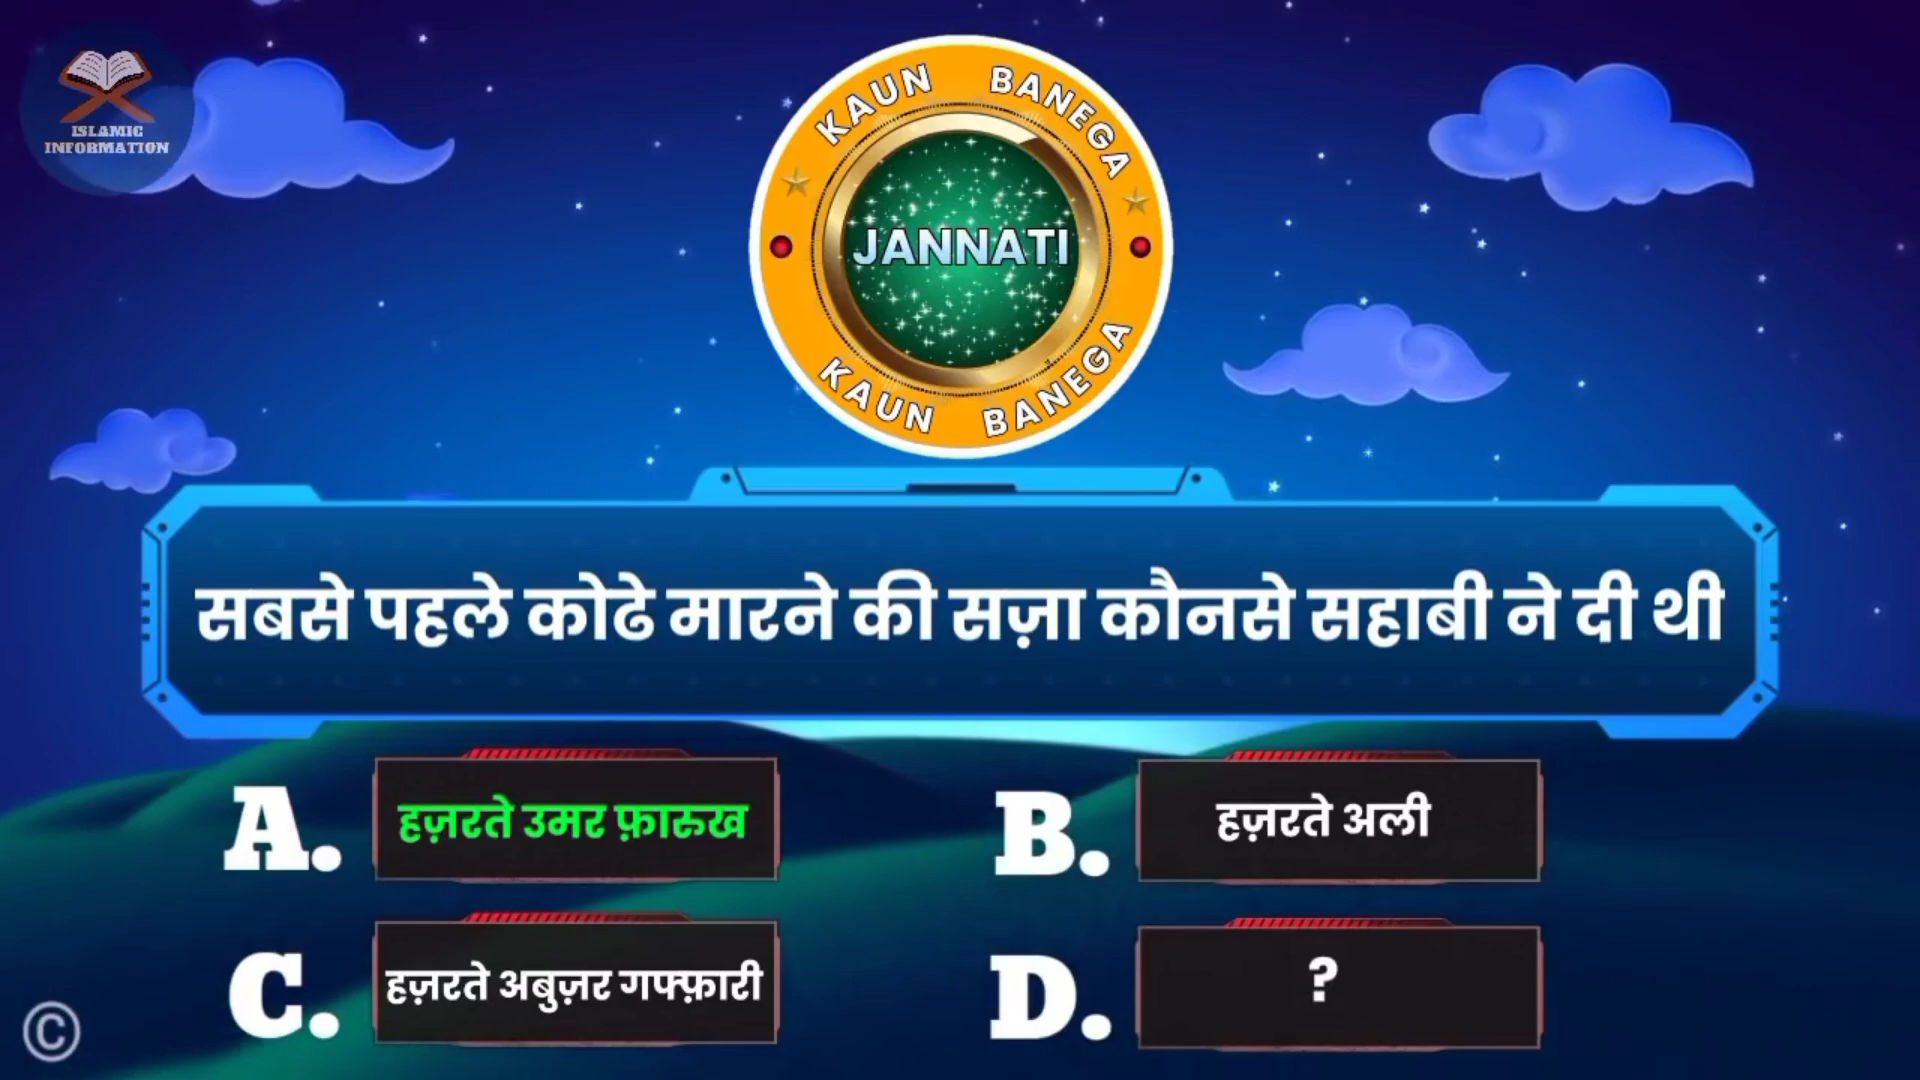 ISLAMIC
INFORMATION
KAUN BANEGA
JANNATI
KAUN BANEGA
सबसे पहले कोढे मारने की सज़ा कौनसे सहाबी ने दी थी
A. हज़रते उमर फ़ारुख
B. हज़रते अली
C. हज़रते अबुज़र गफ्फ़ारी
D. ?
©